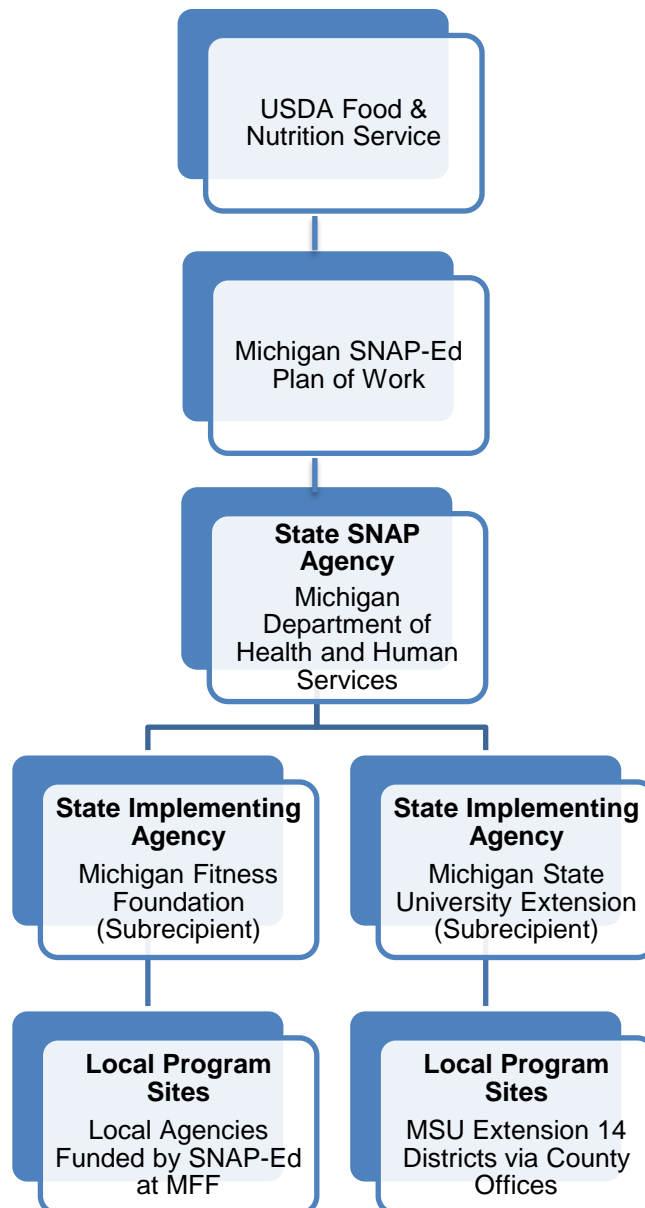 USDA Food &
Nutrition Service
Michigan SNAP-Ed
Plan of Work
State SNAP
Agency
Michigan
Department of
Health and Human
Services
State Implementing
Agency
Michigan Fitness
Foundation
(Subrecipient)
State Implementing
Agency
Michigan State
University Extension
(Subrecipient)
Local Program
Sites
Local Agencies
Funded by SNAP-Ed
at MFF
Local Program
Sites
MSU Extension 14
Districts via County
Offices